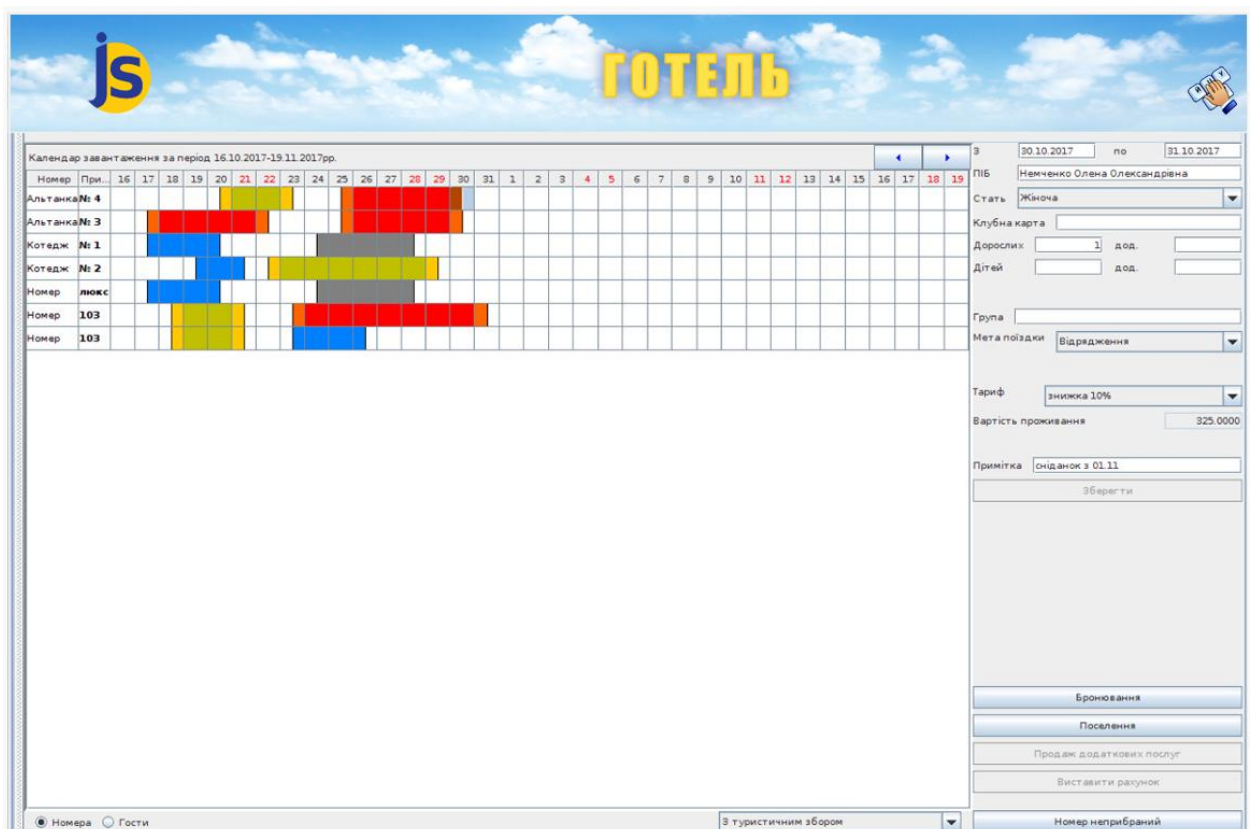 js
ГОТЕЛЬ
Календар завантаження за період 16.10.2017-19.11.2017рр.
Номер При... 16 17 18 19 20 21 22 23 24 25 26 27 28 29 30 31 1 2 3 4 5 6 7 8 9 10 11 12 13 14 15 16 17 18 19
Альтанка № 4
Альтанка № 3
Котедж № 1
Котедж № 2
Номер люкс
Номер 103
Номер 103
З 30.10.2017 по 31.10.2017
ПІБ Немченко Олена Олександрівна
Стать Жіноча
Клубна карта
Дорослих 1 дод.
Дітей дод.
Група
Мета поїздки Відрядження
Тариф знижка 10%
Вартість проживання 325.0000
Примітка сніданок з 01.11
Зберегти
Бронювання
Поселення
Продаж додаткових послуг
Виставити рахунок
Номера Гости З туристичним збором Номер неприбраний